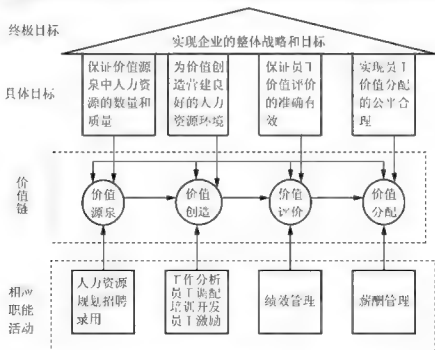 终极目标
实现企业的整体战略和目标
具体目标
保证价值源
泉中人力资
源的数量和
质量
为价值创
造营建良
好的人力
资源环境
保证员工
价值评价
的准确有
效
实现员工
价值分配
的公平合
理
价
值
链
价值
源泉
价值
创造
价值
评价
价值
分配
相应
职能
活动
人力资源
规划招聘
录用
工作分析
员工调配
培训开发
员工激励
绩效管理
薪酬管理